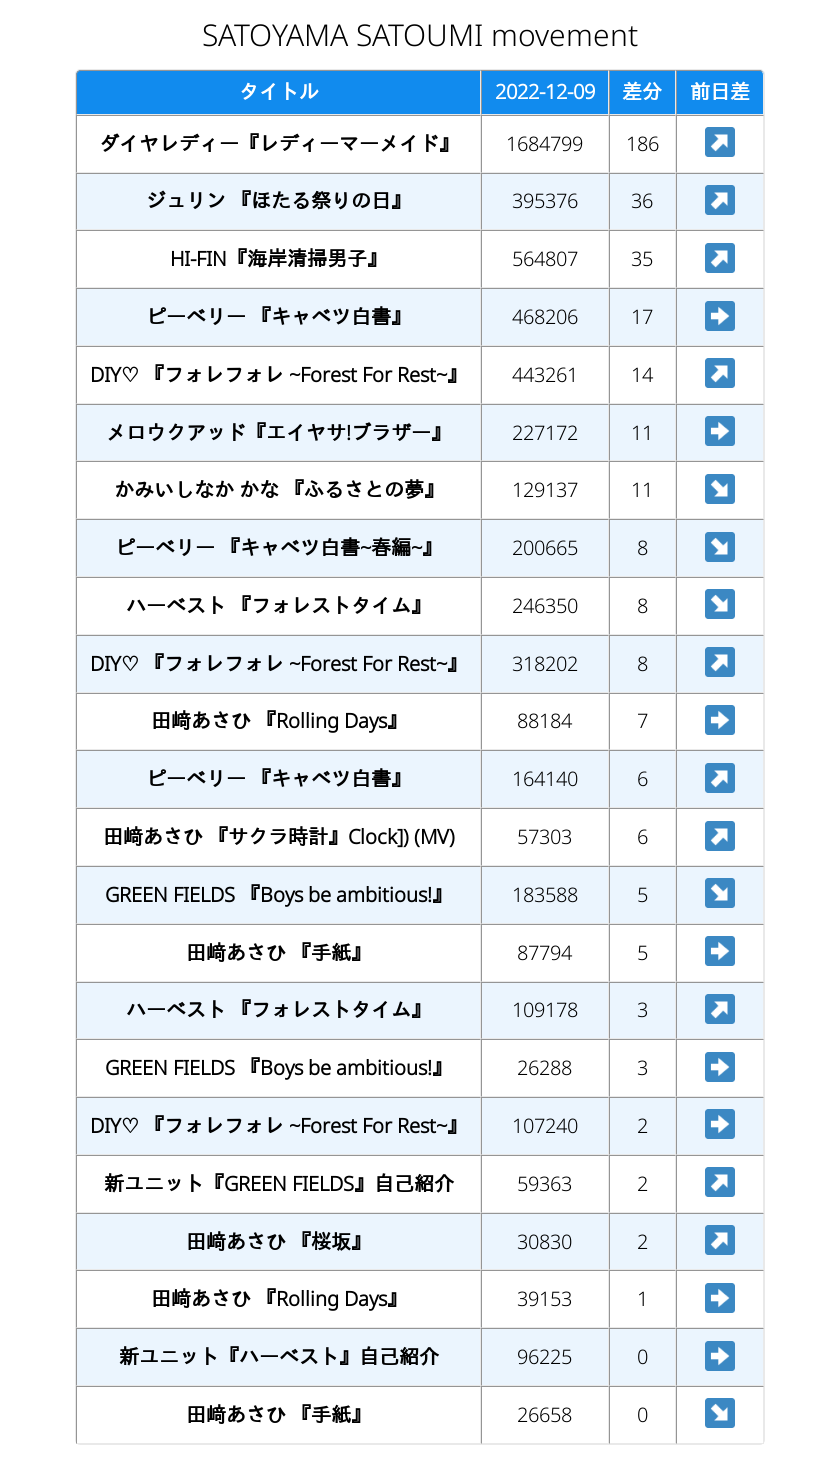 SATOYAMA SATOUMI movement
タイトル 2022-12-09 差分 前日差
ダイヤレディー『レディーマーメイド』 1684799 186
ジュリン 『ほたる祭りの日』 395376 36
HI-FIN『海岸清掃男子』 564807 35
ピーベリー 『キャベツ白書』 468206 17
DIY♡ 『フォレフォレ ~Forest For Rest~』 443261 14
メロウクアッド『エイヤサ!ブラザー』 227172 11
かみいしなか かな 『ふるさとの夢』 129137 11
ピーベリー 『キャベツ白書~春編~』 200665 8
ハーベスト 『フォレストタイム』 246350 8
DIY♡ 『フォレフォレ ~Forest For Rest~』 318202 8
田﨑あさひ 『Rolling Days』 88184 7
ピーベリー 『キャベツ白書』 164140 6
田﨑あさひ 『サクラ時計』Clock]) (MV) 57303 6
GREEN FIELDS 『Boys be ambitious!』 183588 5
田﨑あさひ 『手紙』 87794 5
ハーベスト 『フォレストタイム』 109178 3
GREEN FIELDS 『Boys be ambitious!』 26288 3
DIY♡ 『フォレフォレ ~Forest For Rest~』 107240 2
新ユニット『GREEN FIELDS』自己紹介 59363 2
田﨑あさひ 『桜坂』 30830 2
田﨑あさひ 『Rolling Days』 39153 1
新ユニット『ハーベスト』自己紹介 96225 0
田﨑あさひ 『手紙』 26658 0